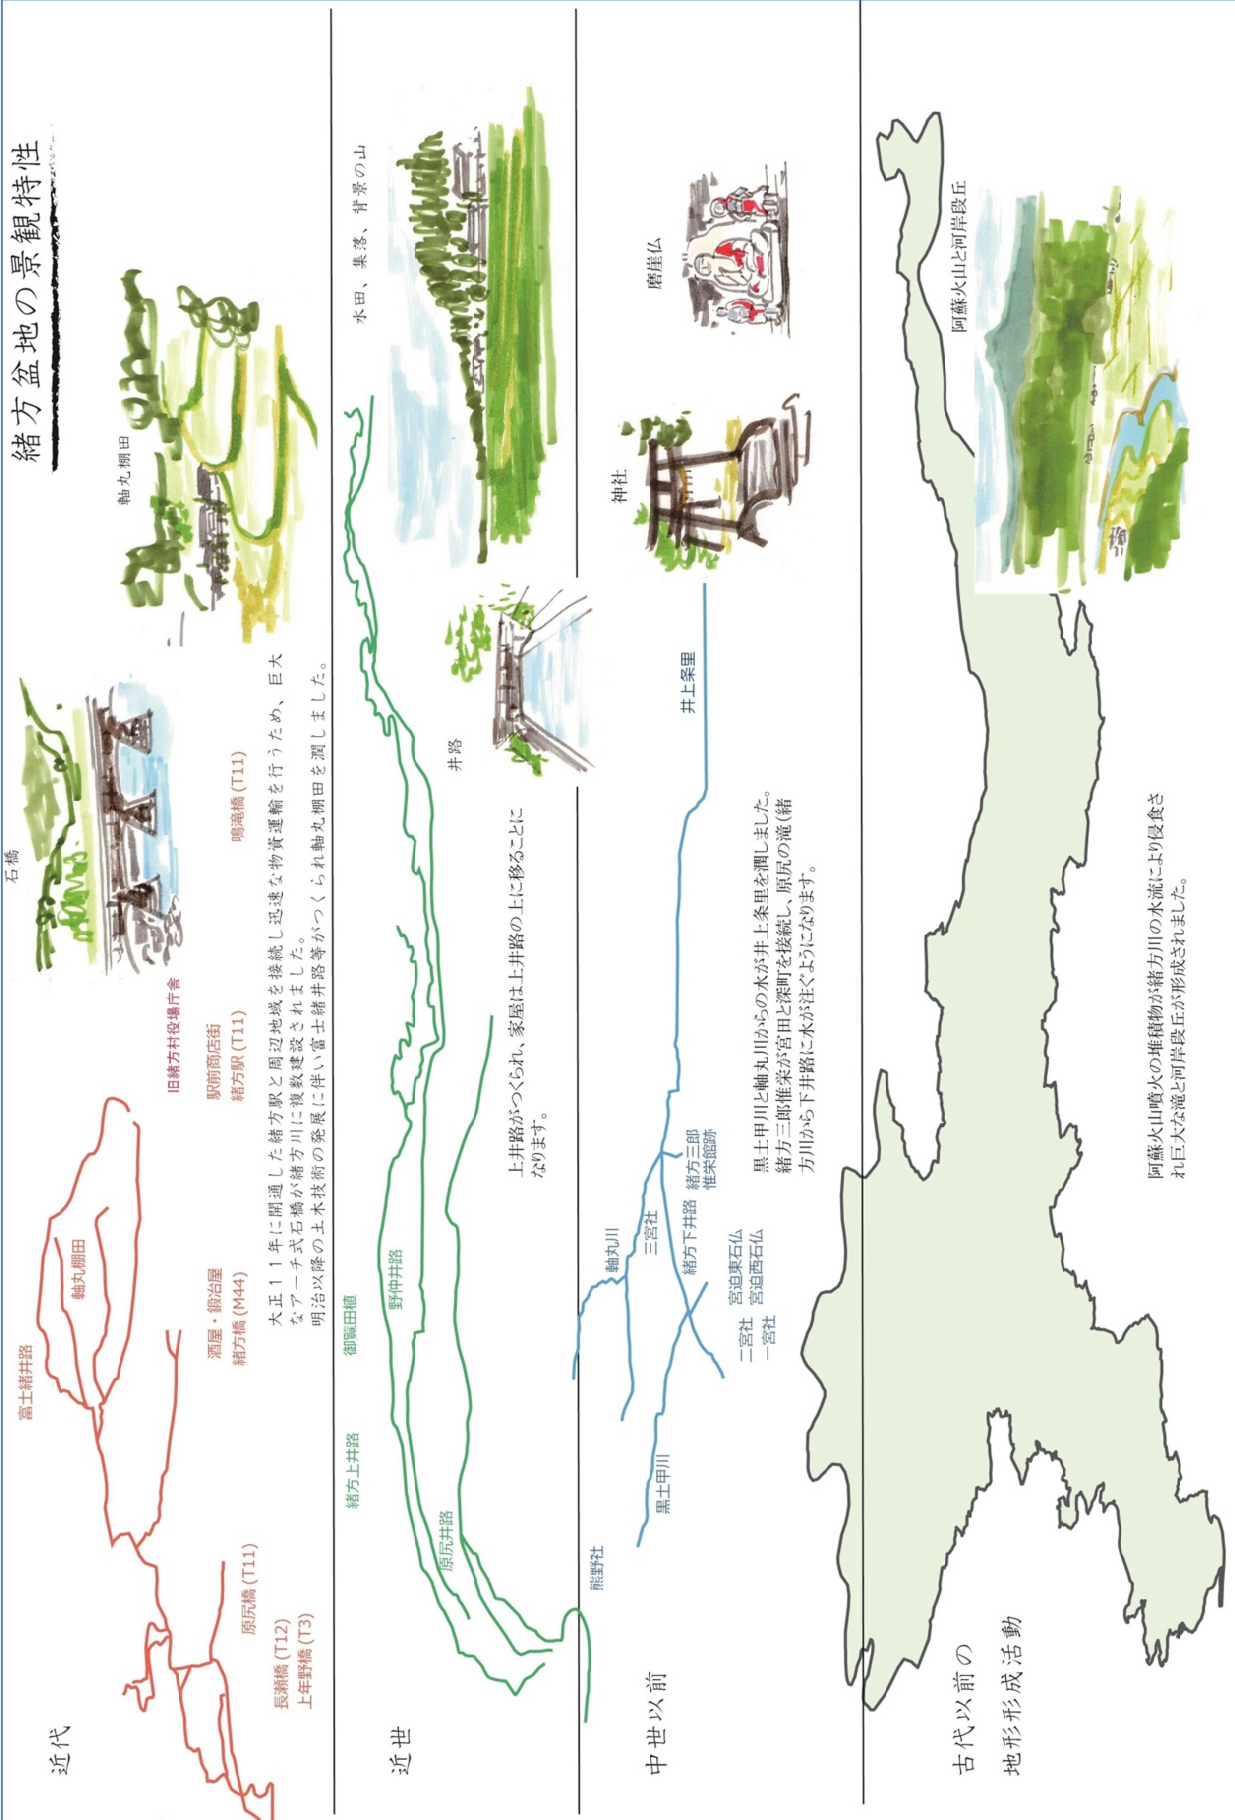 緒方盆地の景観特性
近代
石橋
軸丸棚田
富士緒井路
軸丸棚田
旧緒方村役場庁舎
酒屋・鍛冶屋
駅前商店街
緒方橋 (M44)
緒方駅 (T11)
鳴滝橋 (T11)
原尻橋 (T11)
長瀬橋 (T12)
上年野橋 (T3)
大正11年に開通した緒方駅と周辺地域を接続し迅速な物資運輸を行うため、巨大
なアーチ式石橋が緒方川に複数建設されました。
明治以降の土木技術の発展に伴い富士緒井路等がつくられ軸丸棚田を潤しました。
近世
水田、集落、背景の山
緒方上井路
御覧田植
野仲井路
原尻井路
井路
上井路がつくられ、家屋は上井路の上に移ることに
なります。
中世以前
熊野社
軸丸川
三宮社
黒土甲川
緒方下井路
緒方三郎
惟栄館跡
井上条里
神社
磨崖仏
二宮社
一宮社
宮迫東石仏
宮迫西石仏
黒土甲川と軸丸川からの水が井上条里を潤しました。
緒方三郎惟栄が宮田と深町を接続し、原尻の滝(緒
方川から下井路に水が注ぐようになります。
古代以前の
地形形成活動
阿蘇火山と河岸段丘
阿蘇火山噴火の堆積物が緒方川の水流により侵食さ
れ巨大な滝と河岸段丘が形成されました。